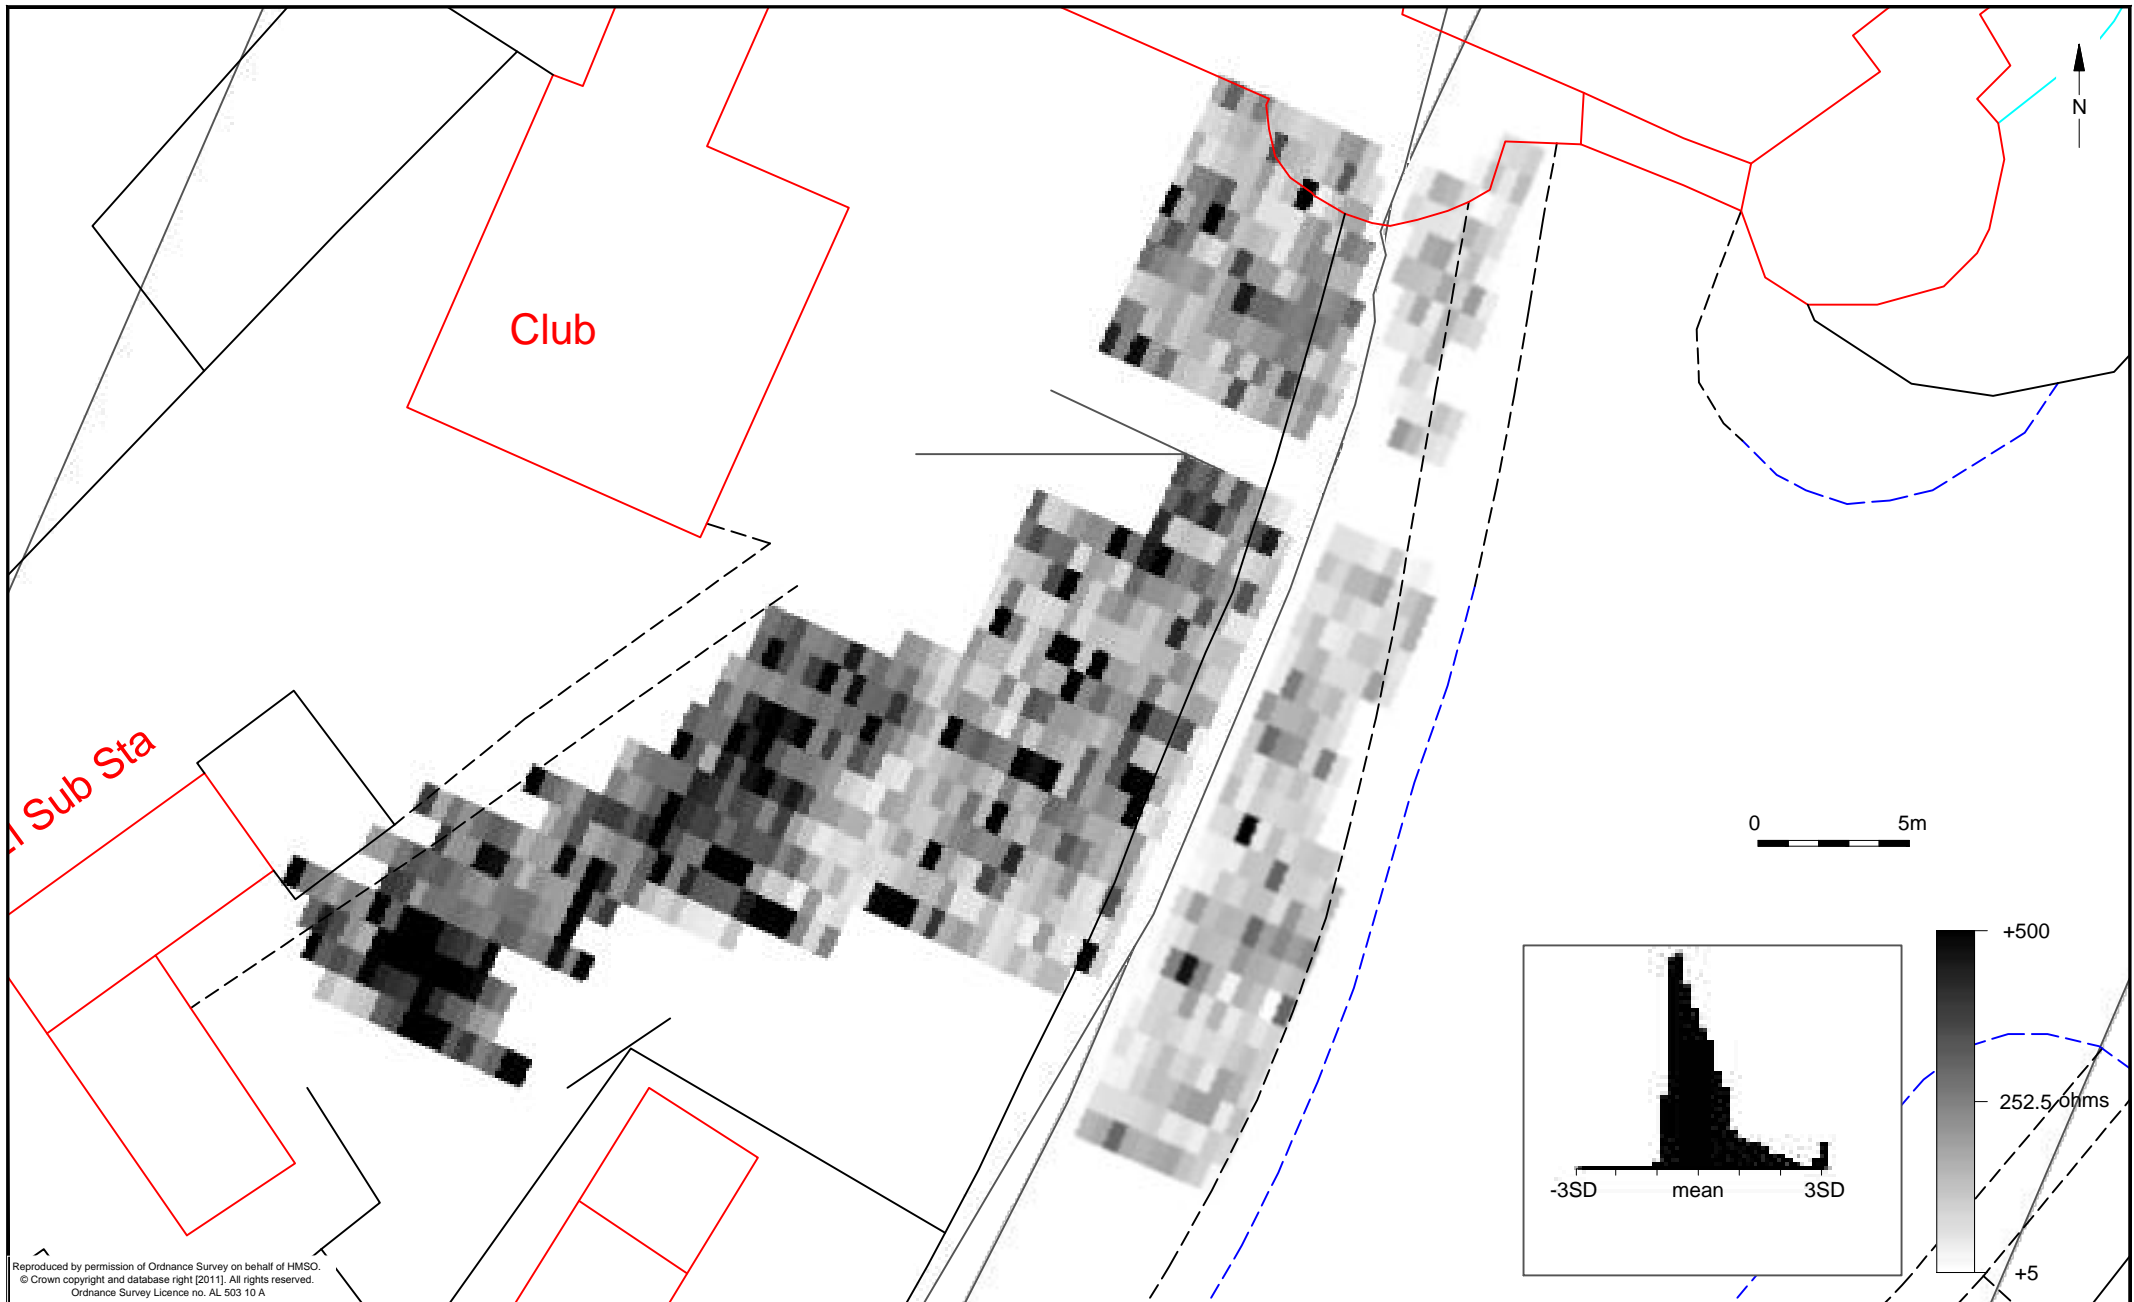 N
Club
Sub Sta
0 5m
+500
252.5 ohms
+5
-3SD mean 3SD
Reproduced by permission of Ordnance Survey on behalf of HMSO.
© Crown copyright and database right [2011]. All rights reserved.
Ordnance Survey Licence no. AL 503 10 A